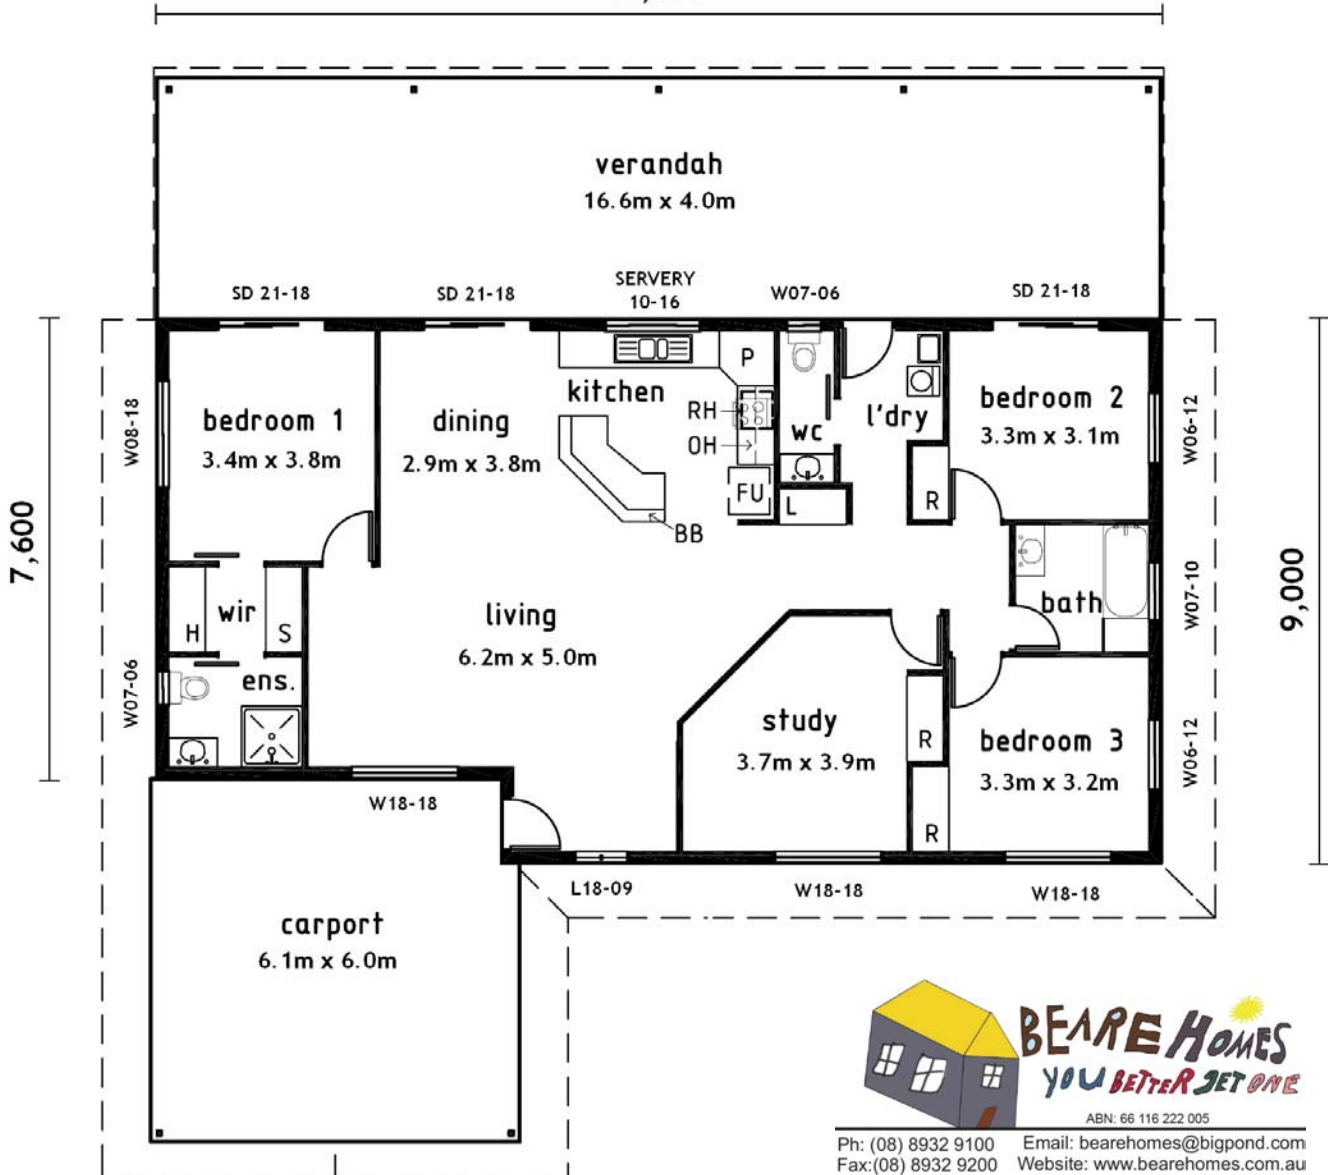 verandah
16.6m x 4.0m
SD 21-18
SD 21-18
SERVERY
10-16
W07-06
SD 21-18
7,600
W08-18
bedroom 1
3.4m x 3.8m
dining
2.9m x 3.8m
kitchen
P
RH
OH
FU
BB
wc
L
l'dry
R
bedroom 2
3.3m x 3.1m
W06-12
9,000
W07-06
H
wir
S
ens.
living
6.2m x 5.0m
bath
W07-10
study
3.7m x 3.9m
R
R
bedroom 3
3.3m x 3.2m
W06-12
W18-18
L18-09
W18-18
W18-18
carport
6.1m x 6.0m
BEARE HOMES
YOU BETTER GET ONE
ABN: 66 116 222 005
Ph: (08) 8932 9100 Email: bearehomes@bigpond.com
Fax:(08) 8932 9200 Website: www.bearehomes.com.au